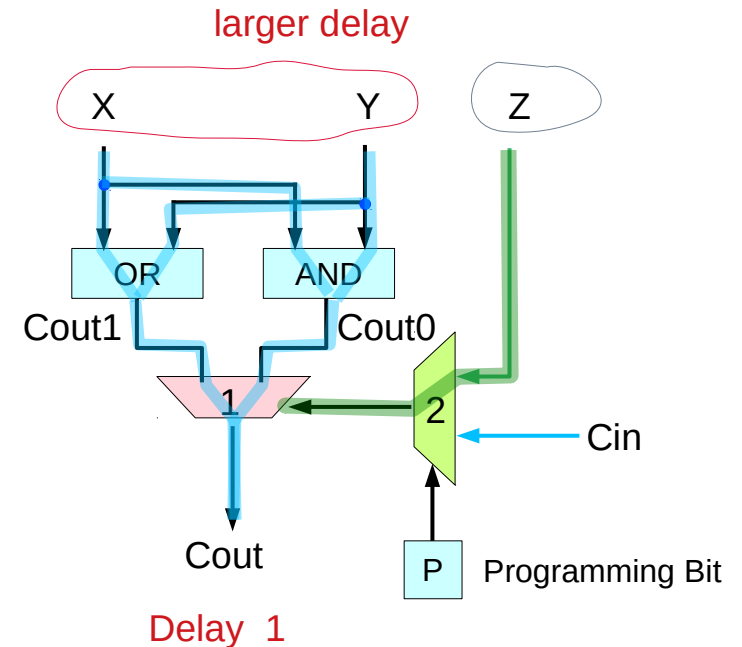 larger delay
X Y Z
OR AND
Cout1 Cout0
1 2
Cin
Cout
P Programming Bit
Delay 1